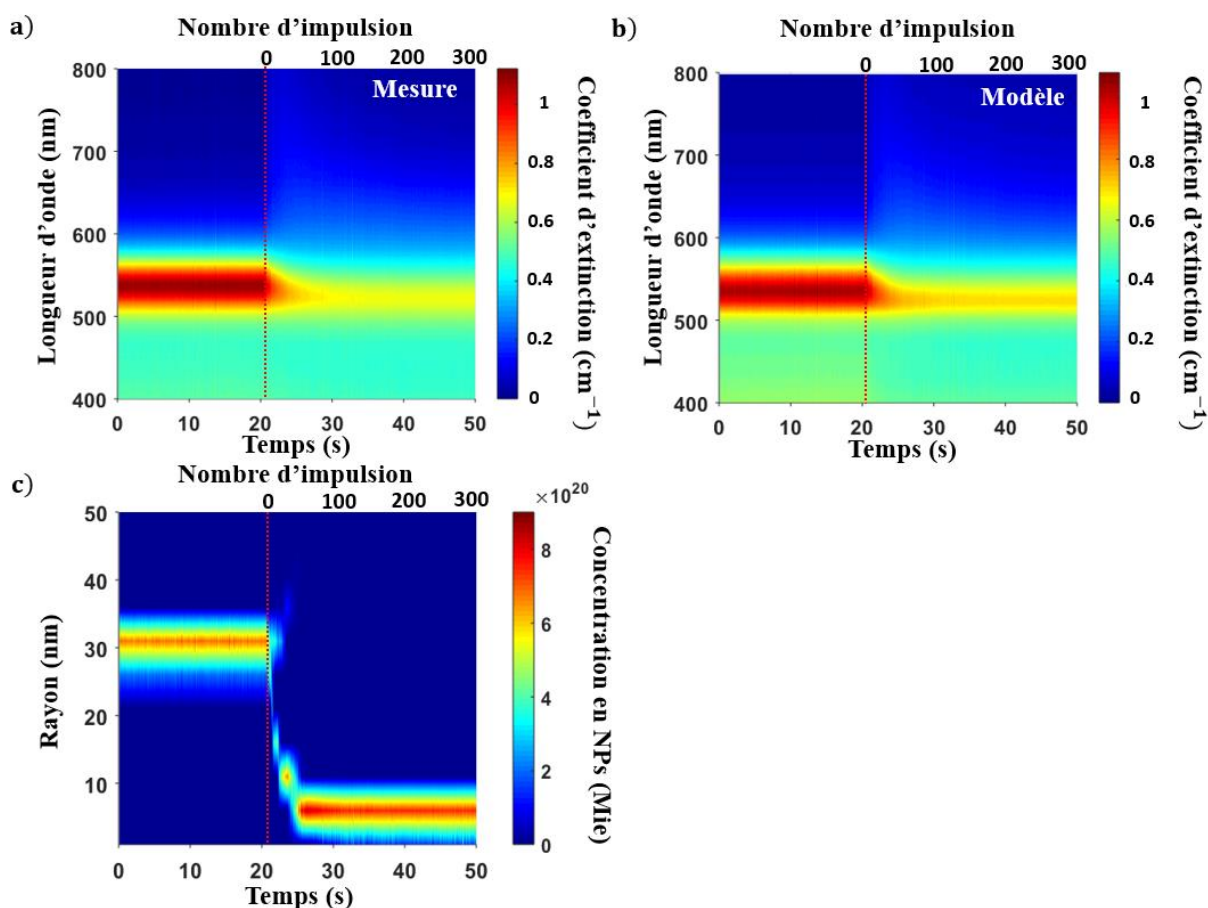 a)
Nombre d'impulsion
0 100 200 300
Mesure
800
700
600
500
400
Longueur d'onde (nm)
0 10 20 30 40 50
Temps (s)
1
0.8
0.6
0.4
0.2
0
Coefficient d'extinction (cm⁻¹)
b)
Nombre d'impulsion
0 100 200 300
Modèle
800
700
600
500
400
Longueur d'onde (nm)
0 10 20 30 40 50
Temps (s)
1
0.8
0.6
0.4
0.2
0
Coefficient d'extinction (cm⁻¹)
c)
Nombre d'impulsion
0 100 200 300
50
40
30
20
10
Rayon (nm)
0 10 20 30 40 50
Temps (s)
×10²⁰
8
6
4
2
0
Concentration en NPs (Mie)